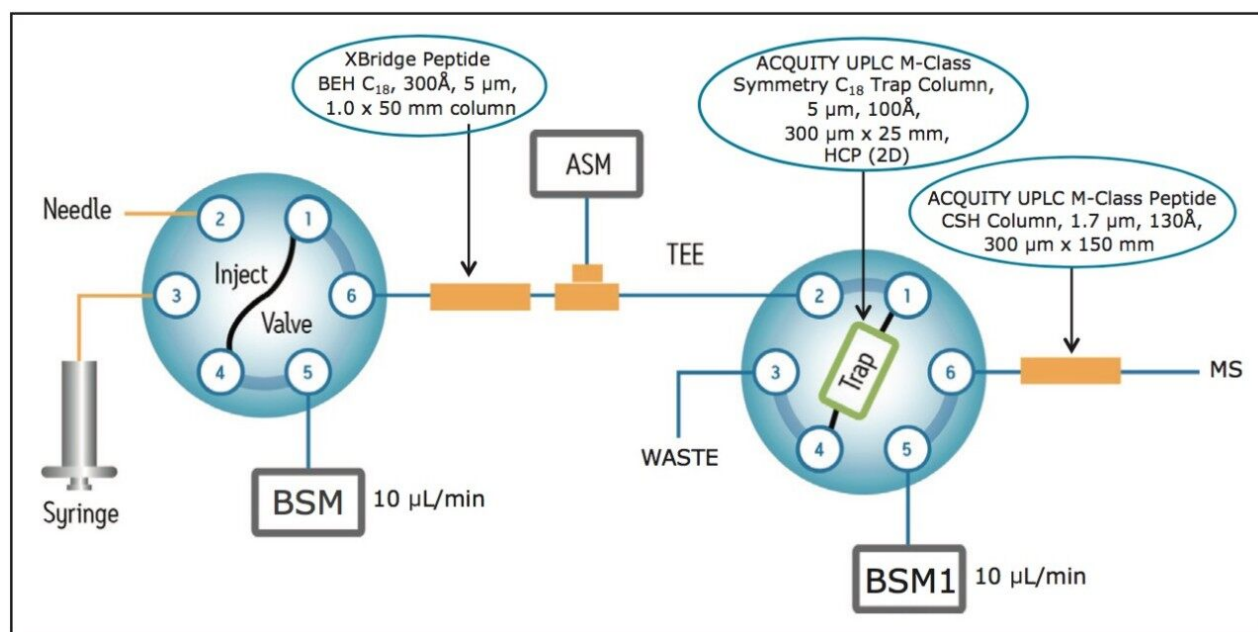 XBridge Peptide
BEH C₁₈, 300Å, 5 µm,
1.0 x 50 mm column
ACQUITY UPLC M-Class
Symmetry C₁₈ Trap Column,
5 µm, 100Å,
300 µm x 25 mm,
HCP (2D)
ACQUITY UPLC M-Class Peptide
CSH Column, 1.7 µm, 130Å,
300 µm x 150 mm
ASM
TEE
Needle
2
1
Inject
Valve
3
6
4
5
Syringe
BSM
10 µL/min
2
1
Trap
3
6
4
5
MS
WASTE
BSM1
10 µL/min